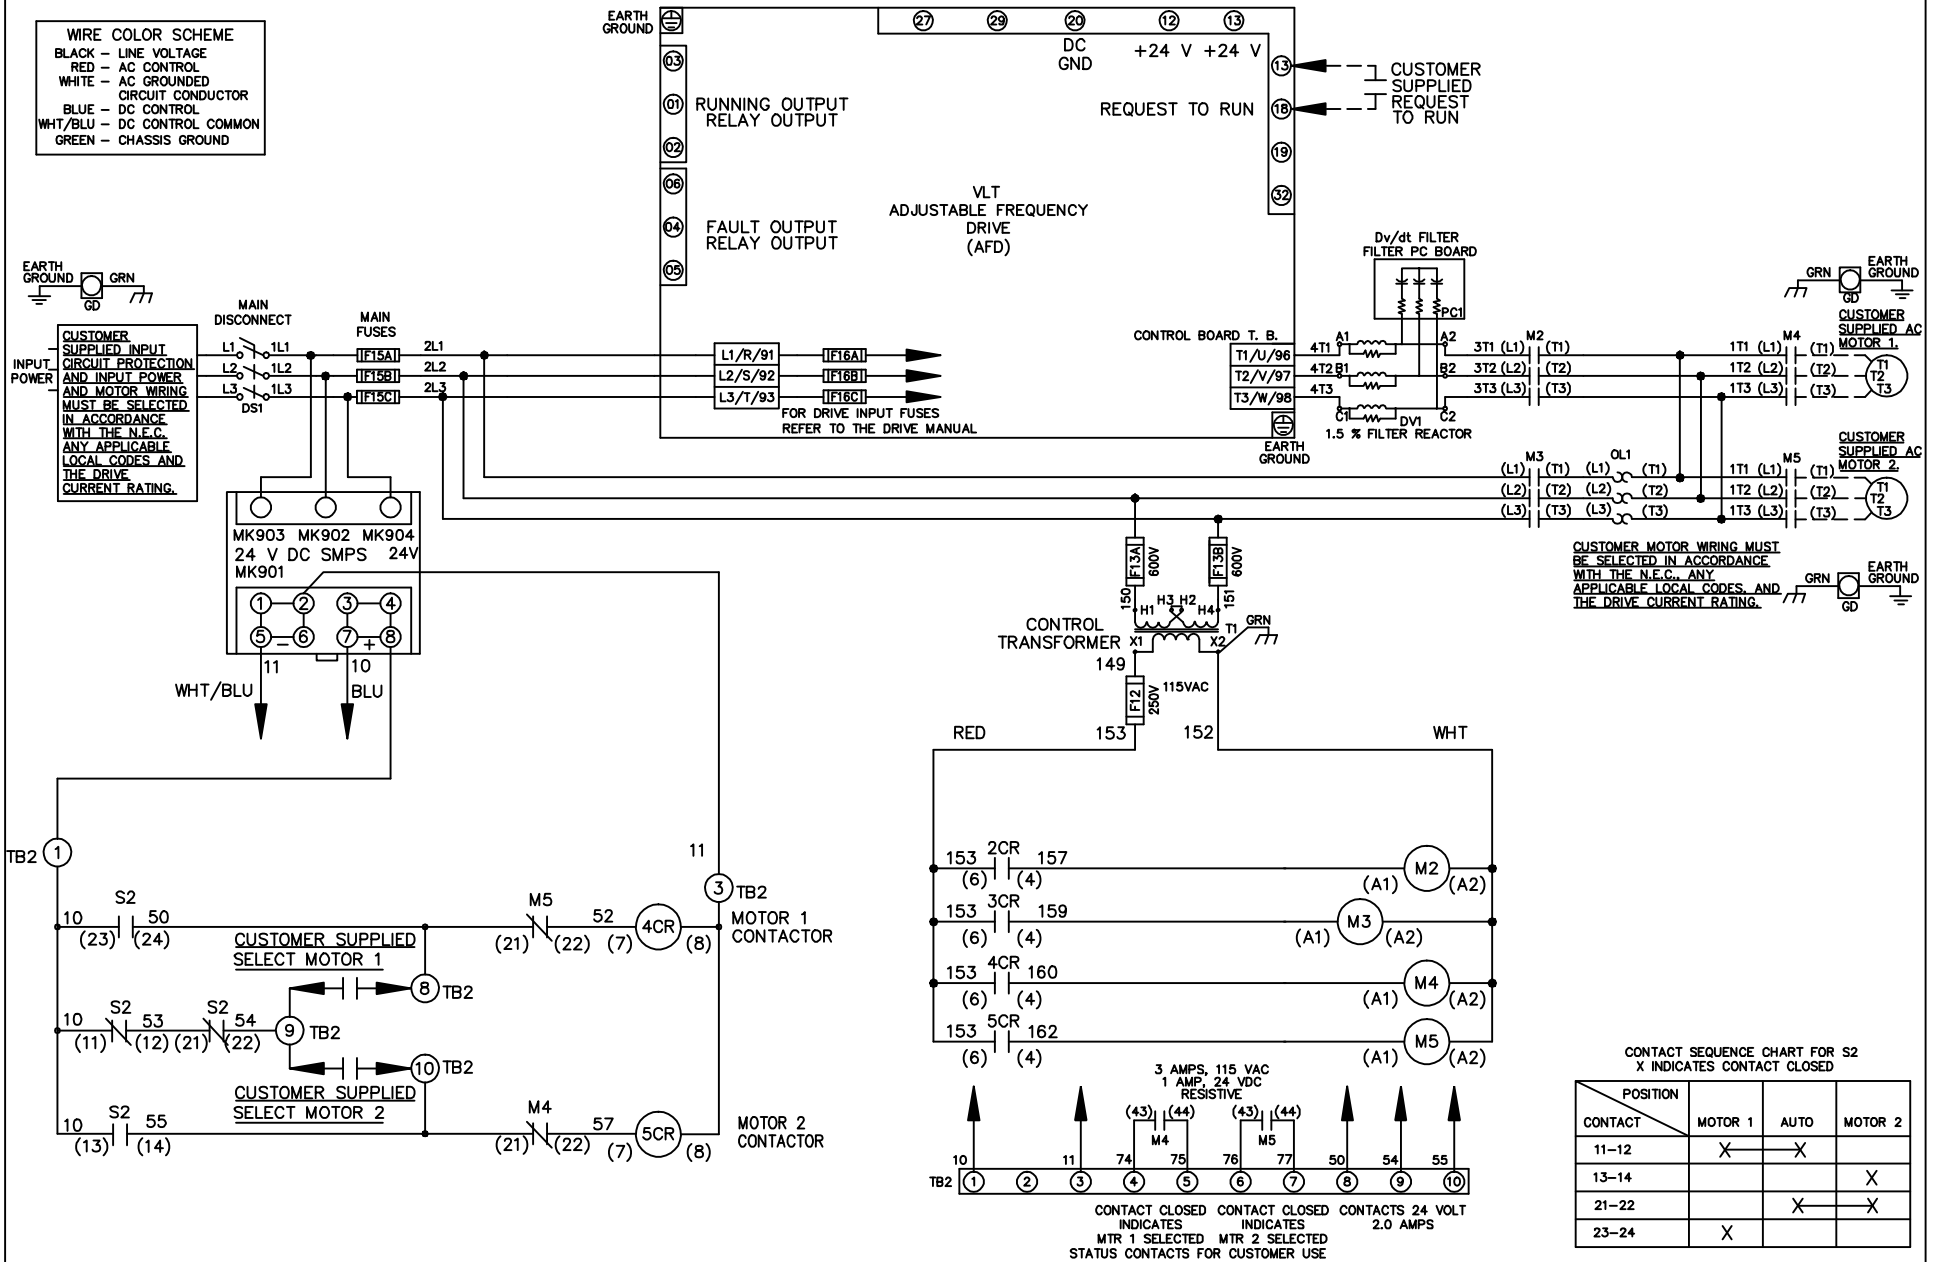 WIRE COLOR SCHEME
BLACK – LINE VOLTAGE
RED – AC CONTROL
WHITE – AC GROUNDED
CIRCUIT CONDUCTOR
BLUE – DC CONTROL
WHT/BLU – DC CONTROL COMMON
GREEN – CHASSIS GROUND
EARTH
GROUND
27 29 20 12 13
DC
GND
+24 V +24 V
03
01
02
RUNNING OUTPUT
RELAY OUTPUT
06
04
05
FAULT OUTPUT
RELAY OUTPUT
REQUEST TO RUN
13
18
19
32
CUSTOMER
SUPPLIED
REQUEST
TO RUN
VLT
ADJUSTABLE FREQUENCY
DRIVE
(AFD)
Dv/dt FILTER
FILTER PC BOARD
PC1
EARTH
GROUND
GRN
GD
CUSTOMER
SUPPLIED INPUT
CIRCUIT PROTECTION
AND INPUT POWER
AND MOTOR WIRING
MUST BE SELECTED
IN ACCORDANCE
WITH THE N.E.C.
ANY APPLICABLE
LOCAL CODES AND
THE DRIVE
CURRENT RATING.
INPUT
POWER
MAIN
DISCONNECT
L1 1L1
L2 1L2
L3 1L3
DS1
MAIN
FUSES
F15A 2L1
F15B 2L2
F15C 2L3
L1/R/91 F16A
L2/S/92 F16B
L3/T/93 F16C
FOR DRIVE INPUT FUSES
REFER TO THE DRIVE MANUAL
CONTROL BOARD T. B.
T1/U/96 4T1 A1 A2
T2/V/97 4T2 B1 B2
T3/W/98 4T3 C1 C2
DV1
1.5 % FILTER REACTOR
EARTH
GROUND
M2
3T1 (L1) (T1)
3T2 (L2) (T2)
3T3 (L3) (T3)
M4
1T1 (L1) (T1)
1T2 (L2) (T2)
1T3 (L3) (T3)
GRN
GD
EARTH
GROUND
CUSTOMER
SUPPLIED AC
MOTOR 1.
T1
T2
T3
M3
(L1) (T1)
(L2) (T2)
(L3) (T3)
OL1
(L1) (T1)
(L2) (T2)
(L3) (T3)
M5
1T1 (L1) (T1)
1T2 (L2) (T2)
1T3 (L3) (T3)
CUSTOMER
SUPPLIED AC
MOTOR 2.
T1
T2
T3
CUSTOMER MOTOR WIRING MUST
BE SELECTED IN ACCORDANCE
WITH THE N.E.C., ANY
APPLICABLE LOCAL CODES, AND
THE DRIVE CURRENT RATING.
GRN
GD
EARTH
GROUND
MK903 MK902 MK904
24 V DC SMPS 24V
MK901
1 2 3 4
5 – 6 7 + 8
11
10
WHT/BLU
BLU
F13A
600V
F13B
600V
150
151
H1 H3 H2 H4
CONTROL
TRANSFORMER
X1 X2
T1
GRN
149
F12
250V
115VAC
153
152
RED
WHT
TB2 1
11
3 TB2
S2
10 50
(23) (24)
M5
(21) (22)
52
(7) 4CR (8)
MOTOR 1
CONTACTOR
CUSTOMER SUPPLIED
SELECT MOTOR 1
8 TB2
S2
10 53
(11) (12)
S2
54
(21) (22)
9 TB2
10 TB2
CUSTOMER SUPPLIED
SELECT MOTOR 2
S2
10 55
(13) (14)
M4
(21) (22)
57
(7) 5CR (8)
MOTOR 2
CONTACTOR
153 2CR 157
(6) (4)
(A1) M2 (A2)
153 3CR 159
(6) (4)
(A1) M3 (A2)
153 4CR 160
(6) (4)
(A1) M4 (A2)
153 5CR 162
(6) (4)
(A1) M5 (A2)
3 AMPS, 115 VAC
1 AMP, 24 VDC
RESISTIVE
(43) (44)
M4
(43) (44)
M5
10 11 74 75 76 77 50 54 55
TB2 1 2 3 4 5 6 7 8 9 10
CONTACT CLOSED
INDICATES
MTR 1 SELECTED
CONTACT CLOSED
INDICATES
MTR 2 SELECTED
STATUS CONTACTS FOR CUSTOMER USE
CONTACTS 24 VOLT
2.0 AMPS
CONTACT SEQUENCE CHART FOR S2
X INDICATES CONTACT CLOSED
POSITION
CONTACT MOTOR 1 AUTO MOTOR 2
11–12 X X
13–14 X
21–22 X X
23–24 X